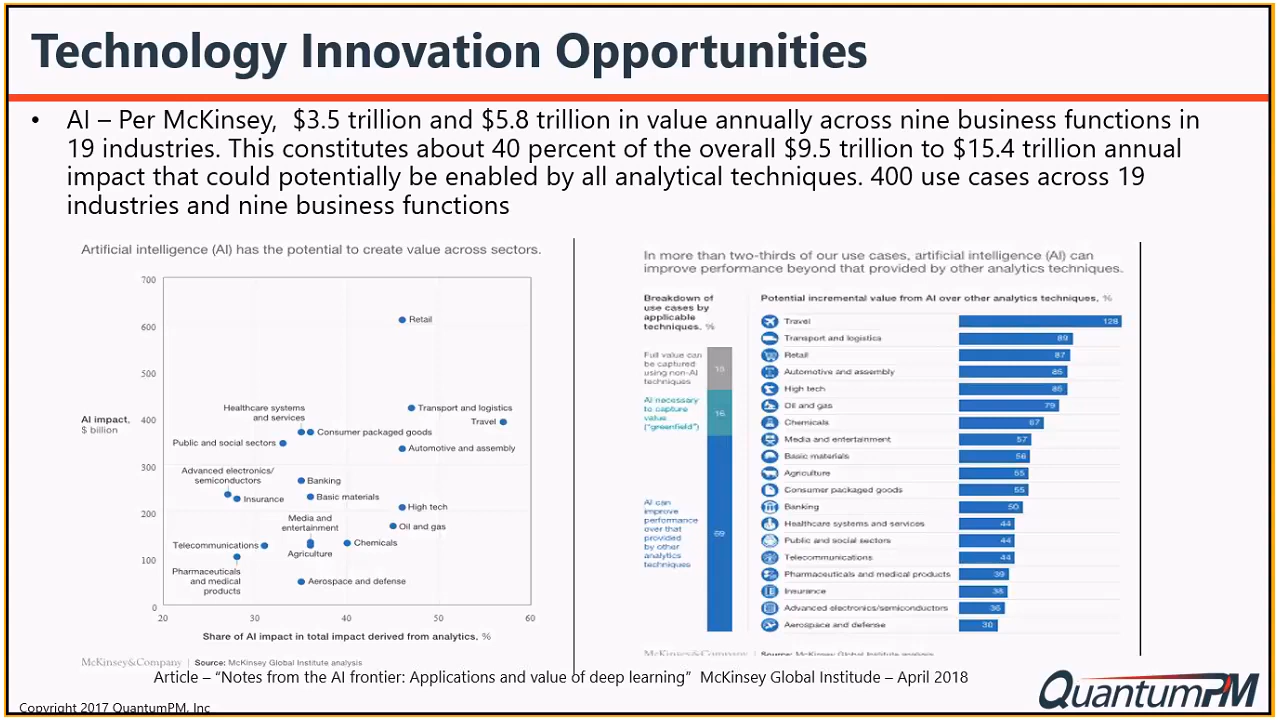 Technology Innovation Opportunities
• AI – Per McKinsey, $3.5 trillion and $5.8 trillion in value annually across nine business functions in
19 industries. This constitutes about 40 percent of the overall $9.5 trillion to $15.4 trillion annual
impact that could potentially be enabled by all analytical techniques. 400 use cases across 19
industries and nine business functions
Artificial intelligence (AI) has the potential to create value across sectors.
AI impact,
$ billion
700
600
500
400
300
200
100
0
20
30
40
50
60
Retail
Healthcare systems
and services
Transport and logistics
Travel
Consumer packaged goods
Public and social sectors
Automotive and assembly
Advanced electronics/
semiconductors
Banking
Insurance
Basic materials
High tech
Media and
entertainment
Oil and gas
Telecommunications
Chemicals
Agriculture
Pharmaceuticals
and medical
products
Aerospace and defense
Share of AI impact in total impact derived from analytics, %
McKinsey&Company | Source: McKinsey Global Institute analysis
In more than two-thirds of our use cases, artificial intelligence (AI) can
improve performance beyond that provided by other analytics techniques.
Breakdown of
use cases by
applicable
techniques, %
Full value can
be captured
using non-AI
techniques
15
AI necessary
to capture
value
("greenfield")
16
AI can
improve
performance
over that
provided
by other
analytics
techniques
69
Potential incremental value from AI over other analytics techniques, %
Travel 128
Transport and logistics 89
Retail 87
Automotive and assembly 85
High tech 85
Oil and gas 79
Chemicals 67
Media and entertainment 57
Basic materials 56
Agriculture 55
Consumer packaged goods 55
Banking 50
Healthcare systems and services 44
Public and social sectors 44
Telecommunications 44
Pharmaceuticals and medical products 39
Insurance 38
Advanced electronics/semiconductors 36
Aerospace and defense 30
McKinsey&Company | Source: McKinsey Global Institute analysis
Article – “Notes from the AI frontier: Applications and value of deep learning” McKinsey Global Institude – April 2018
Copyright 2017 QuantumPM, Inc
QuantumPM